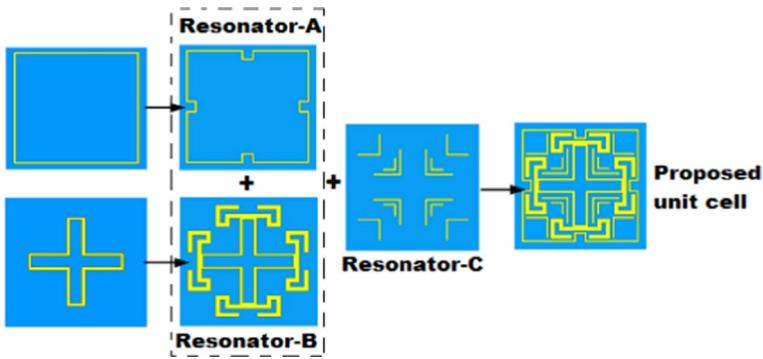 Resonator-A
+
+
Resonator-B
Resonator-C
Proposed
unit cell